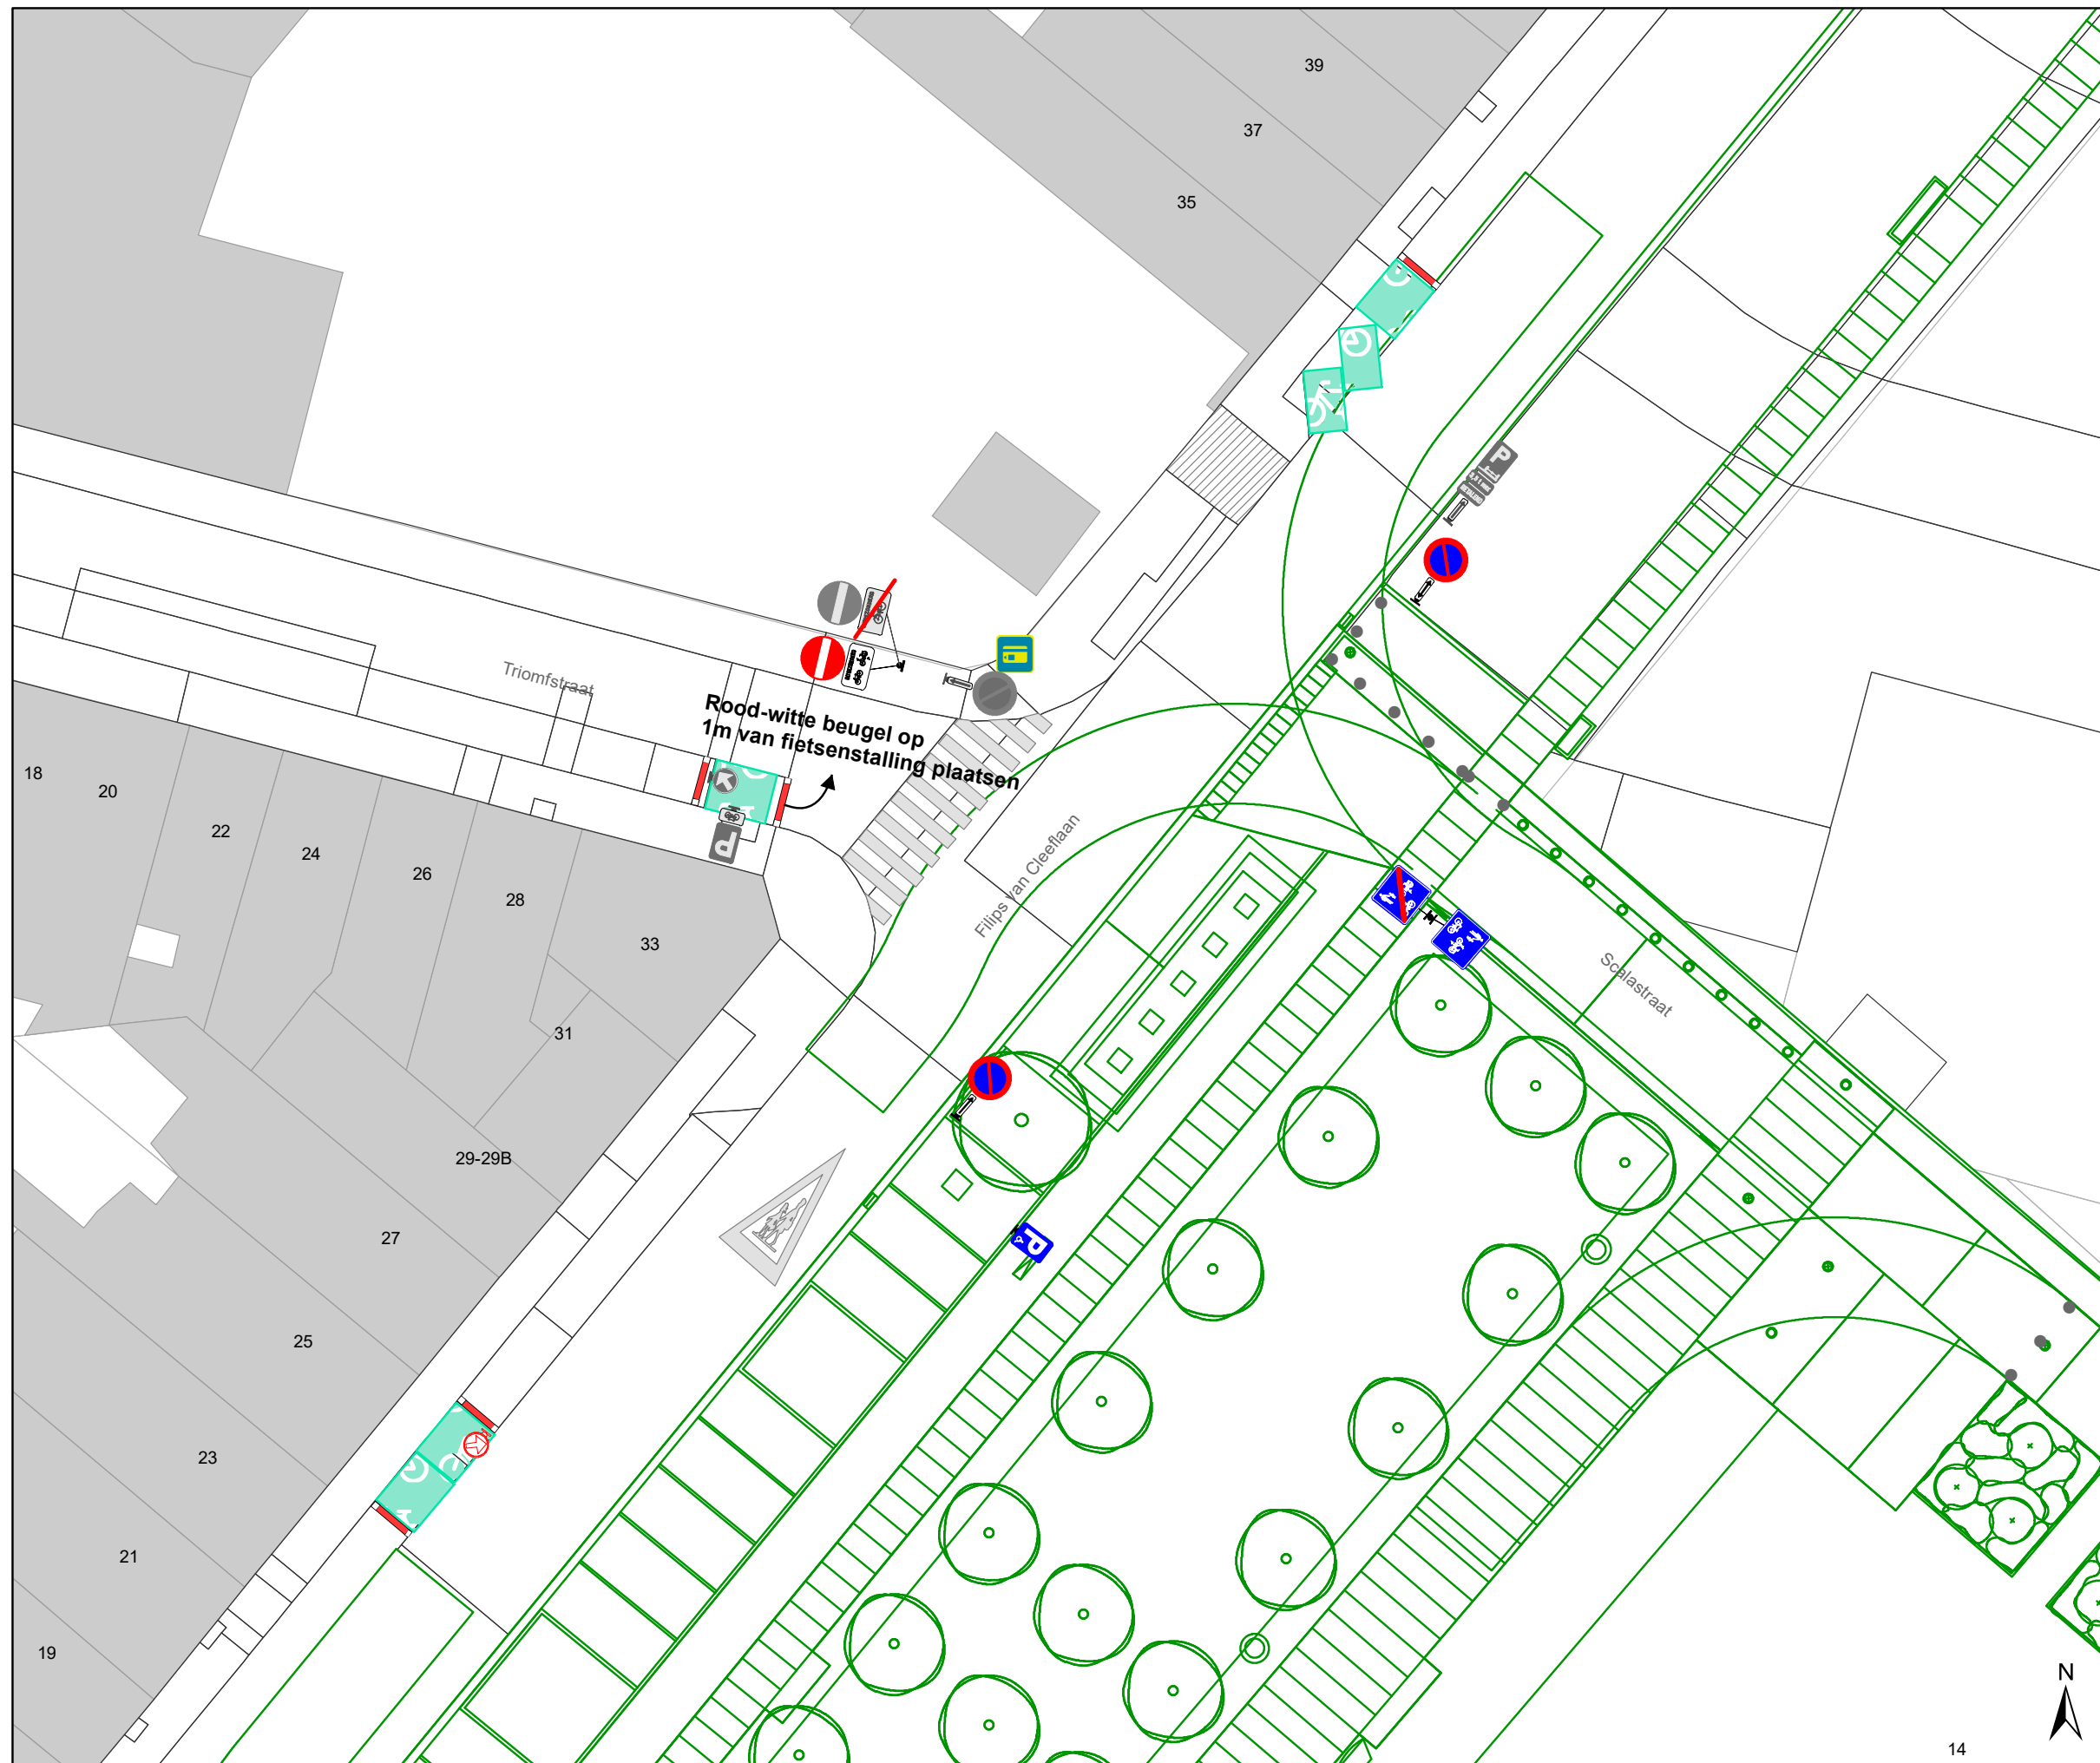 39
37
35
Triomfstraat
Rood-witte beugel op
1m van fietsenstalling plaatsen
18
20
22
24
26
28
33
31
29-29B
27
25
23
21
19
Filips van Cleeflaan
Scalastraat
P
P
P
N
14